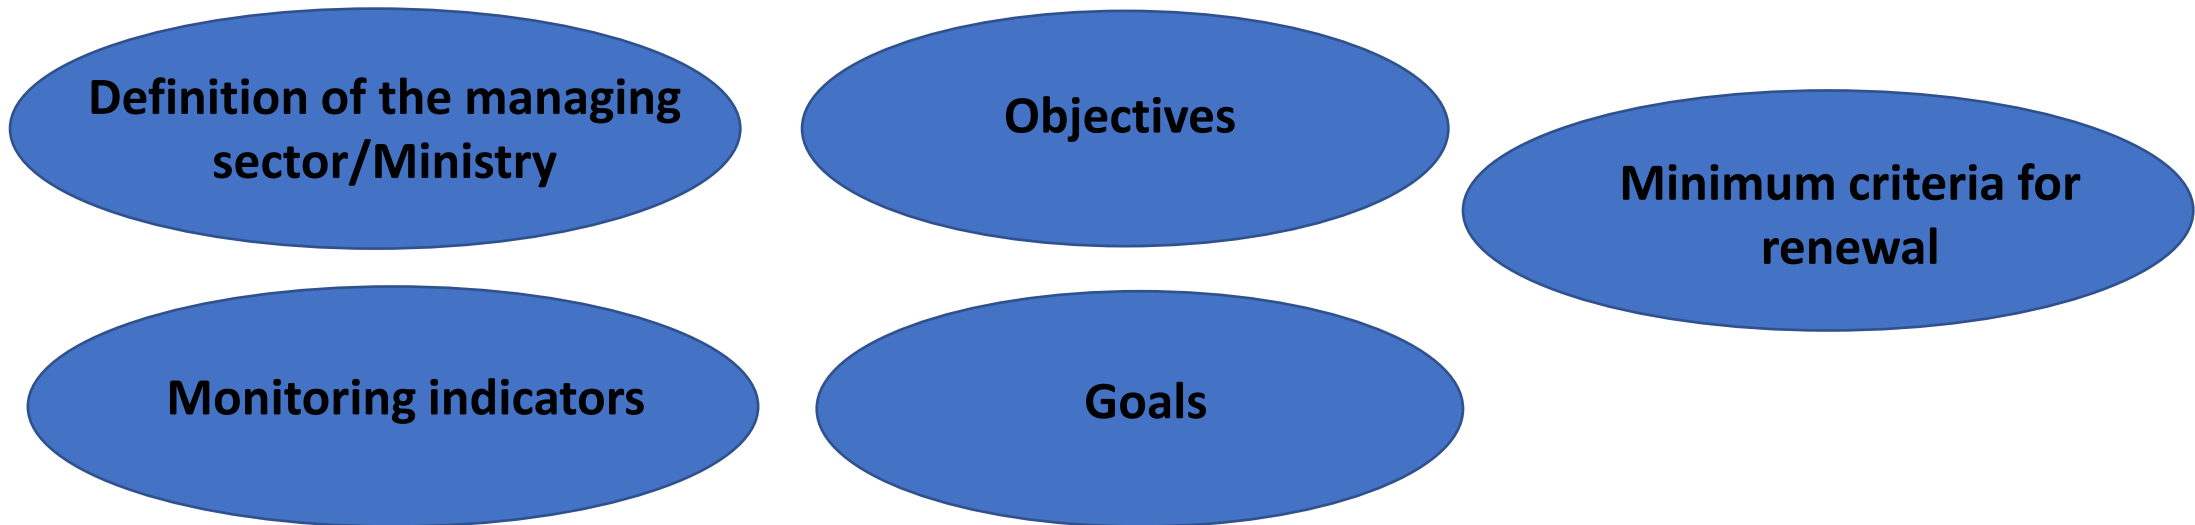 Definition of the managing
sector/Ministry
Objectives
Minimum criteria for
renewal
Monitoring indicators
Goals